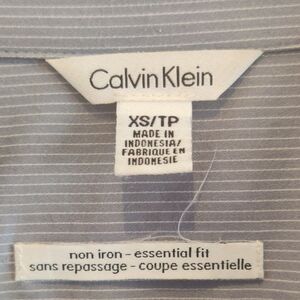 Calvin Klein
XS/TP
MADE IN
INDONESIA/
FABRIQUE EN
INDONESIE
non iron - essential fit
sans repassage - coupe essentielle